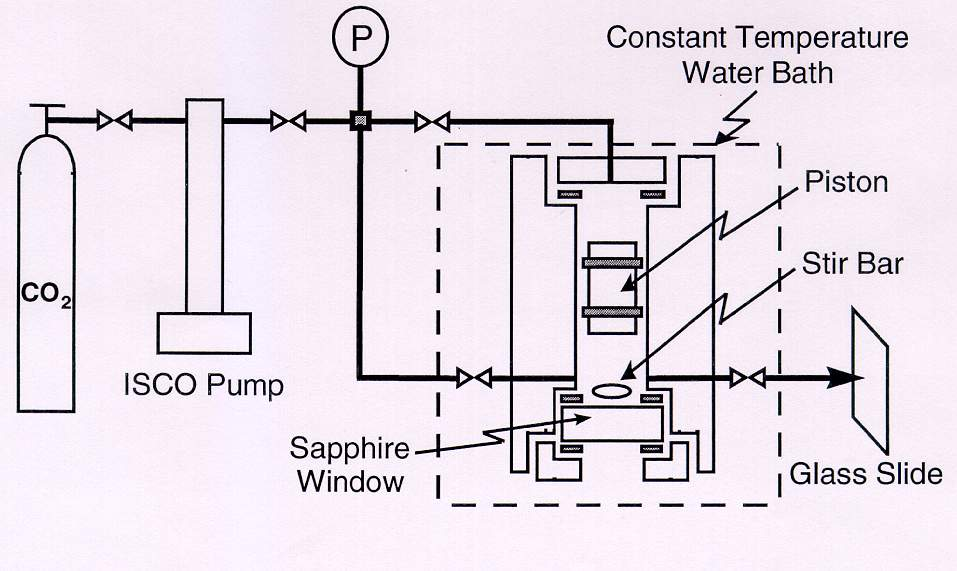 P
Constant Temperature
Water Bath
Piston
Stir Bar
CO₂
ISCO Pump
Sapphire
Window
Glass Slide